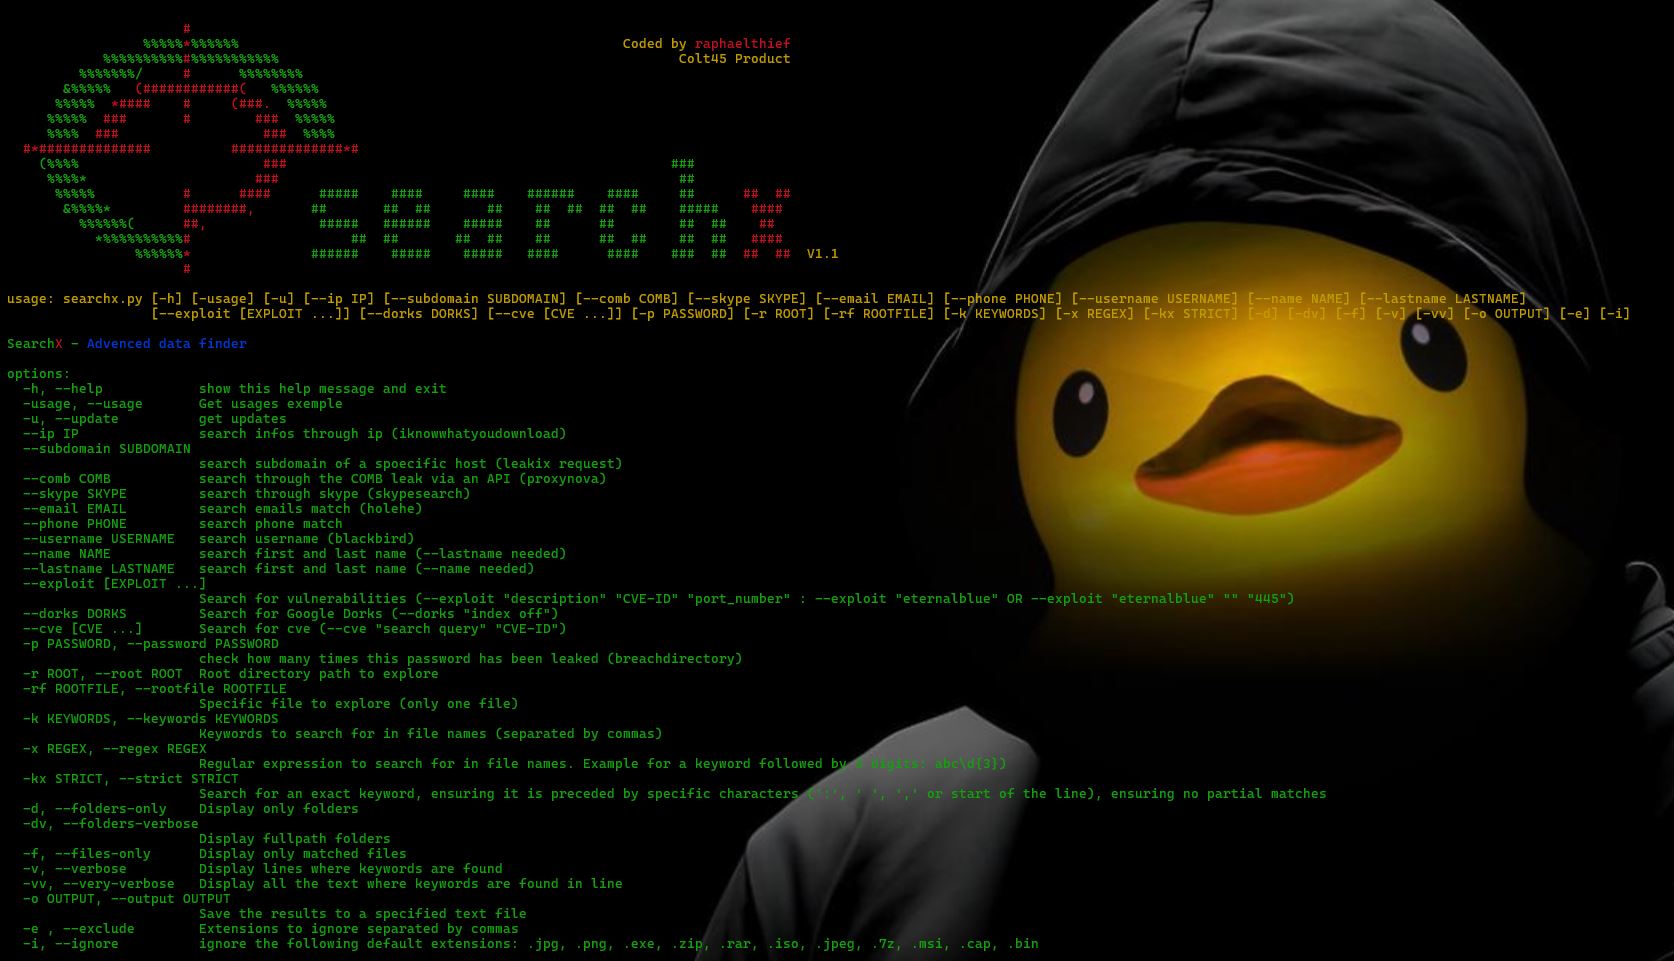 Coded by raphaelthief
Colt45 Product
Search X V1.1
usage: searchx.py [-h] [-usage] [-u] [--ip IP] [--subdomain SUBDOMAIN] [--comb COMB] [--skype SKYPE] [--email EMAIL] [--phone PHONE] [--username USERNAME] [--name NAME] [--lastname LASTNAME]
[--exploit [EXPLOIT ...]] [--dorks DORKS] [--cve [CVE ...]] [-p PASSWORD] [-r ROOT] [-rf ROOTFILE] [-k KEYWORDS] [-x REGEX] [-kx STRICT] [-d] [-dv] [-f] [-v] [-vv] [-o OUTPUT] [-e] [-i]
SearchX - Advenced data finder
options:
-h, --help show this help message and exit
-usage, --usage Get usages exemple
-u, --update get updates
--ip IP search infos through ip (iknowwhatyoudownload)
--subdomain SUBDOMAIN
search subdomain of a spoecific host (leakix request)
--comb COMB search through the COMB leak via an API (proxynova)
--skype SKYPE search through skype (skypesearch)
--email EMAIL search emails match (holehe)
--phone PHONE search phone match
--username USERNAME search username (blackbird)
--name NAME search first and last name (--lastname needed)
--lastname LASTNAME search first and last name (--name needed)
--exploit [EXPLOIT ...]
Search for vulnerabilities (--exploit "description" "CVE-ID" "port_number" : --exploit "eternalblue" OR --exploit "eternalblue" "" "445")
--dorks DORKS Search for Google Dorks (--dorks "index off")
--cve [CVE ...] Search for cve (--cve "search query" "CVE-ID")
-p PASSWORD, --password PASSWORD
check how many times this password has been leaked (breachdirectory)
-r ROOT, --root ROOT Root directory path to explore
-rf ROOTFILE, --rootfile ROOTFILE
Specific file to explore (only one file)
-k KEYWORDS, --keywords KEYWORDS
Keywords to search for in file names (separated by commas)
-x REGEX, --regex REGEX
Regular expression to search for in file names. Example for a keyword followed by 3 digits: abc\d{3})
-kx STRICT, --strict STRICT
Search for an exact keyword, ensuring it is preceded by specific characters (':', ' ', ',' or start of the line), ensuring no partial matches
-d, --folders-only Display only folders
-dv, --folders-verbose
Display fullpath folders
-f, --files-only Display only matched files
-v, --verbose Display lines where keywords are found
-vv, --very-verbose Display all the text where keywords are found in line
-o OUTPUT, --output OUTPUT
Save the results to a specified text file
-e , --exclude Extensions to ignore separated by commas
-i, --ignore ignore the following default extensions: .jpg, .png, .exe, .zip, .rar, .iso, .jpeg, .7z, .msi, .cap, .bin